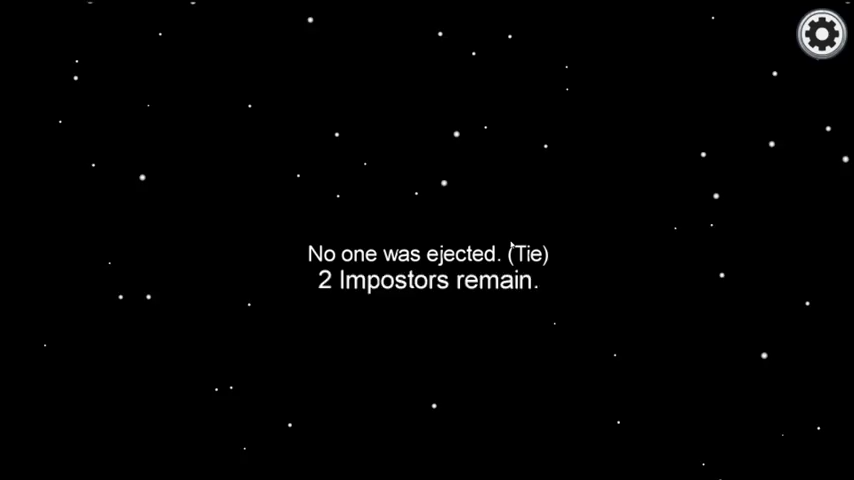 No one was ejected. (Tie)
2 Impostors remain.